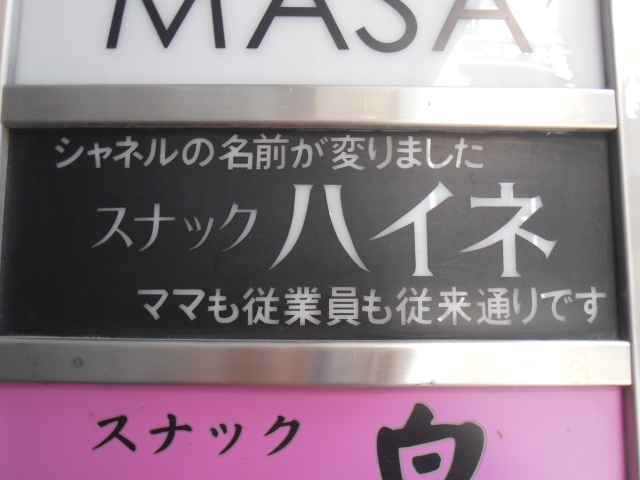 MASA
シャネルの名前が変りました
スナック ハイネ
ママも従業員も従来通りです
スナック